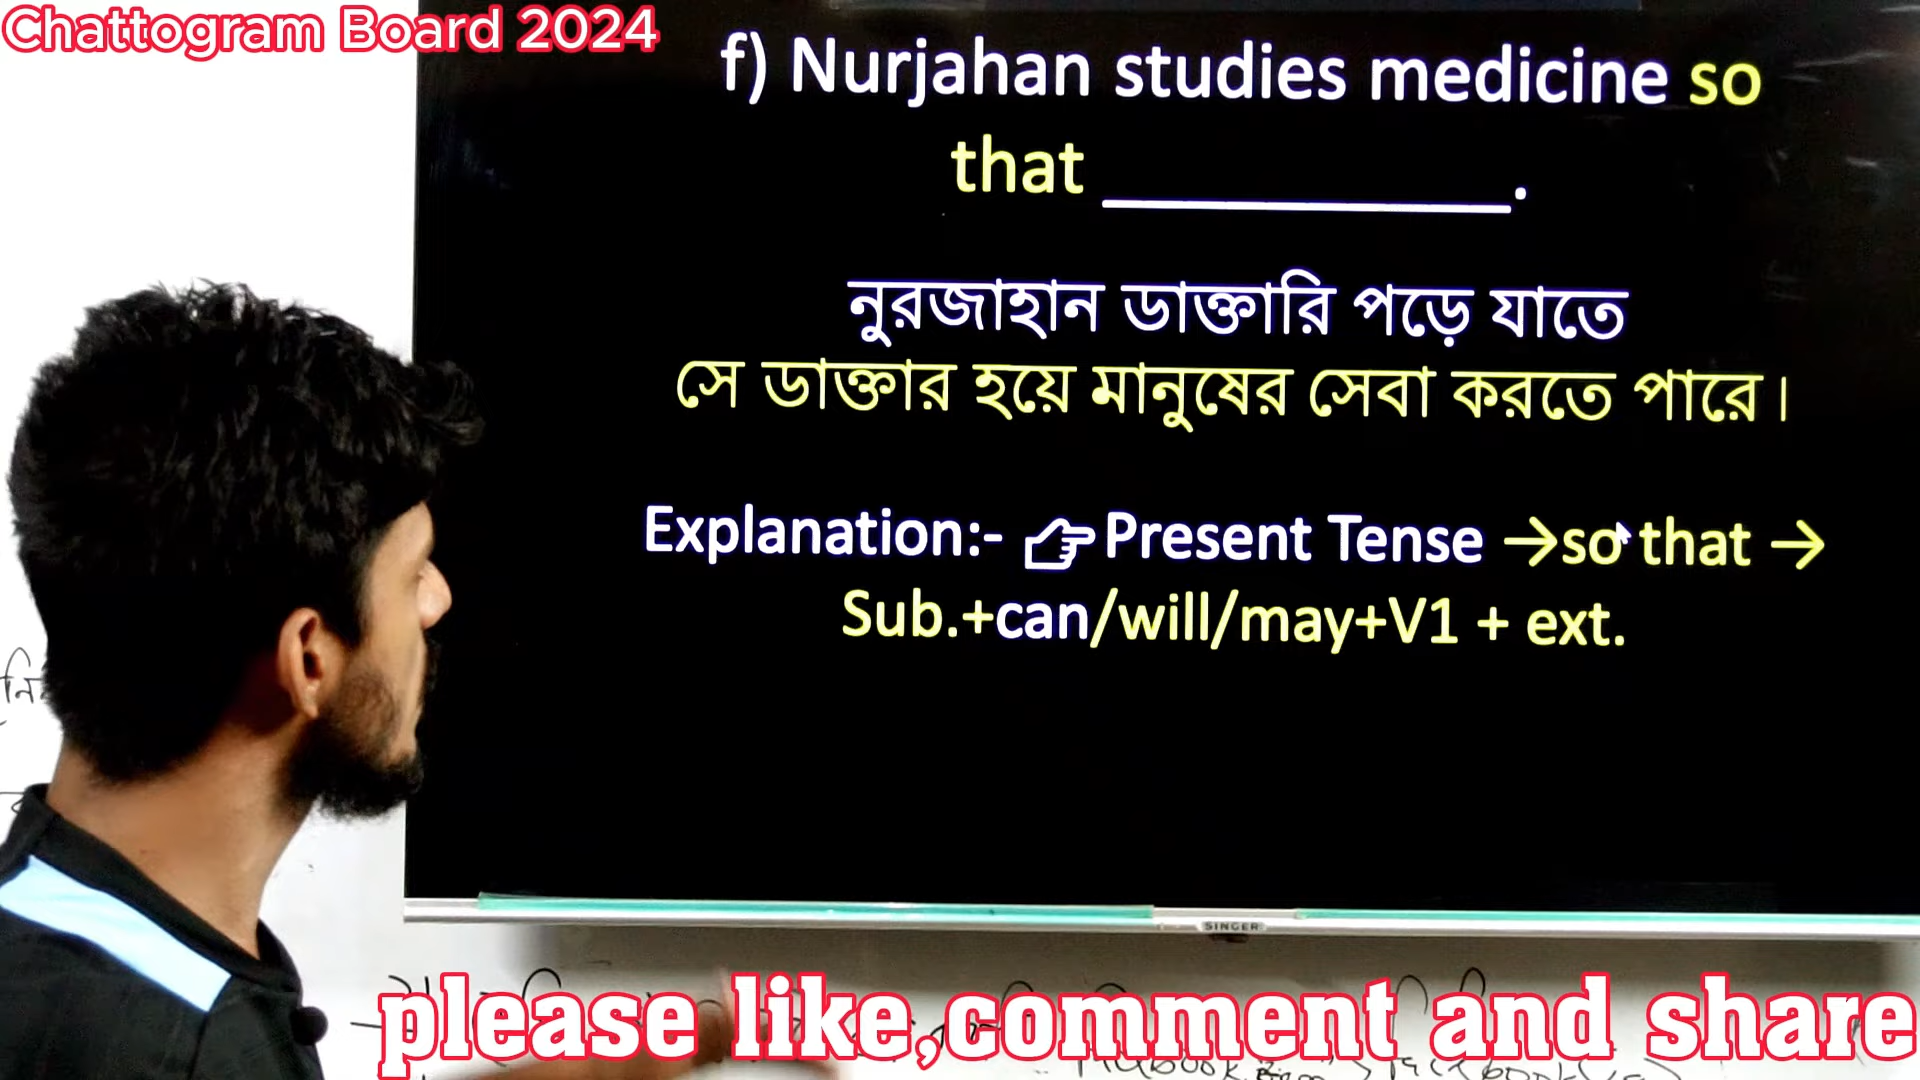 Chattogram Board 2024
f) Nurjahan studies medicine so
that ____________.
নুরজাহান ডাক্তারি পড়ে যাতে
সে ডাক্তার হয়ে মানুষের সেবা করতে পারে।
Explanation:- 👉Present Tense →so that →
Sub.+can/will/may+V1 + ext.
SINGER
please like,comment and share